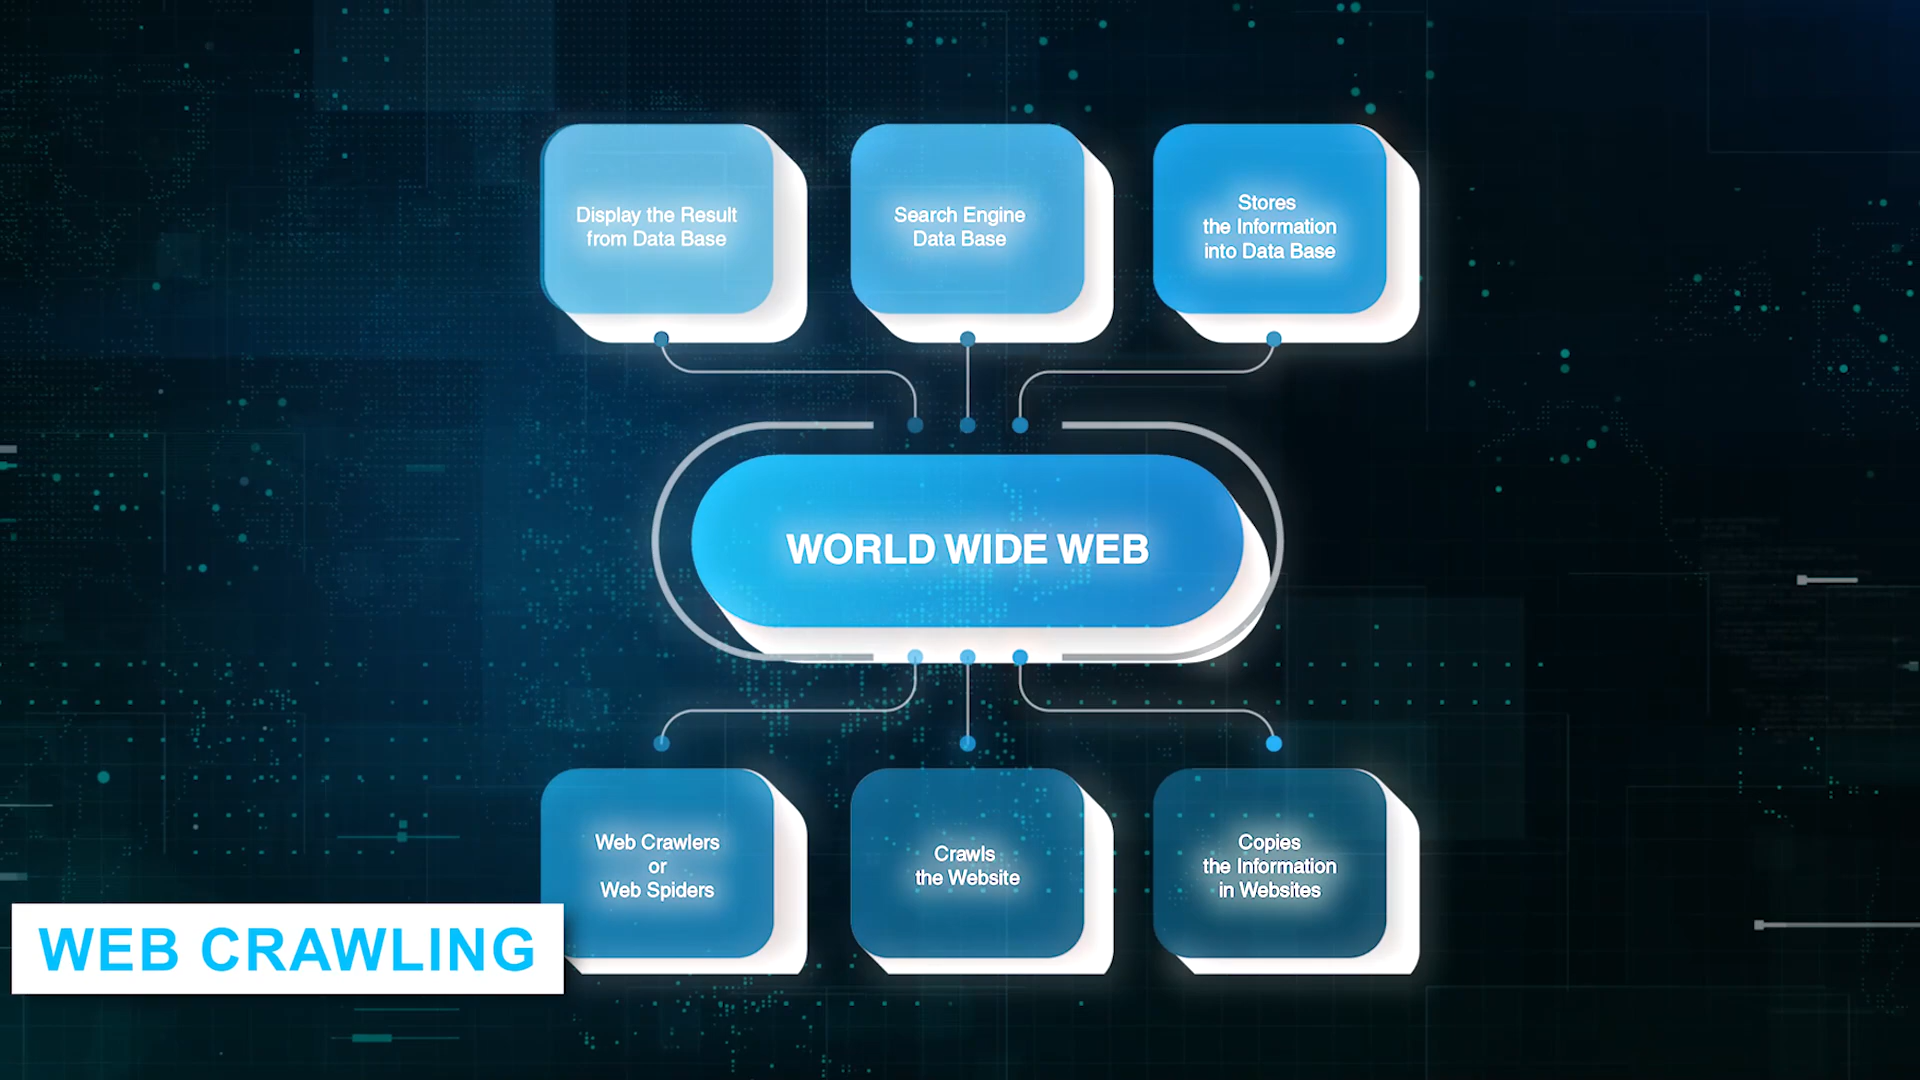 Display the Result
from Data Base
Search Engine
Data Base
Stores
the Information
into Data Base
WORLD WIDE WEB
Web Crawlers
or
Web Spiders
Crawls
the Website
Copies
the Information
in Websites
WEB CRAWLING